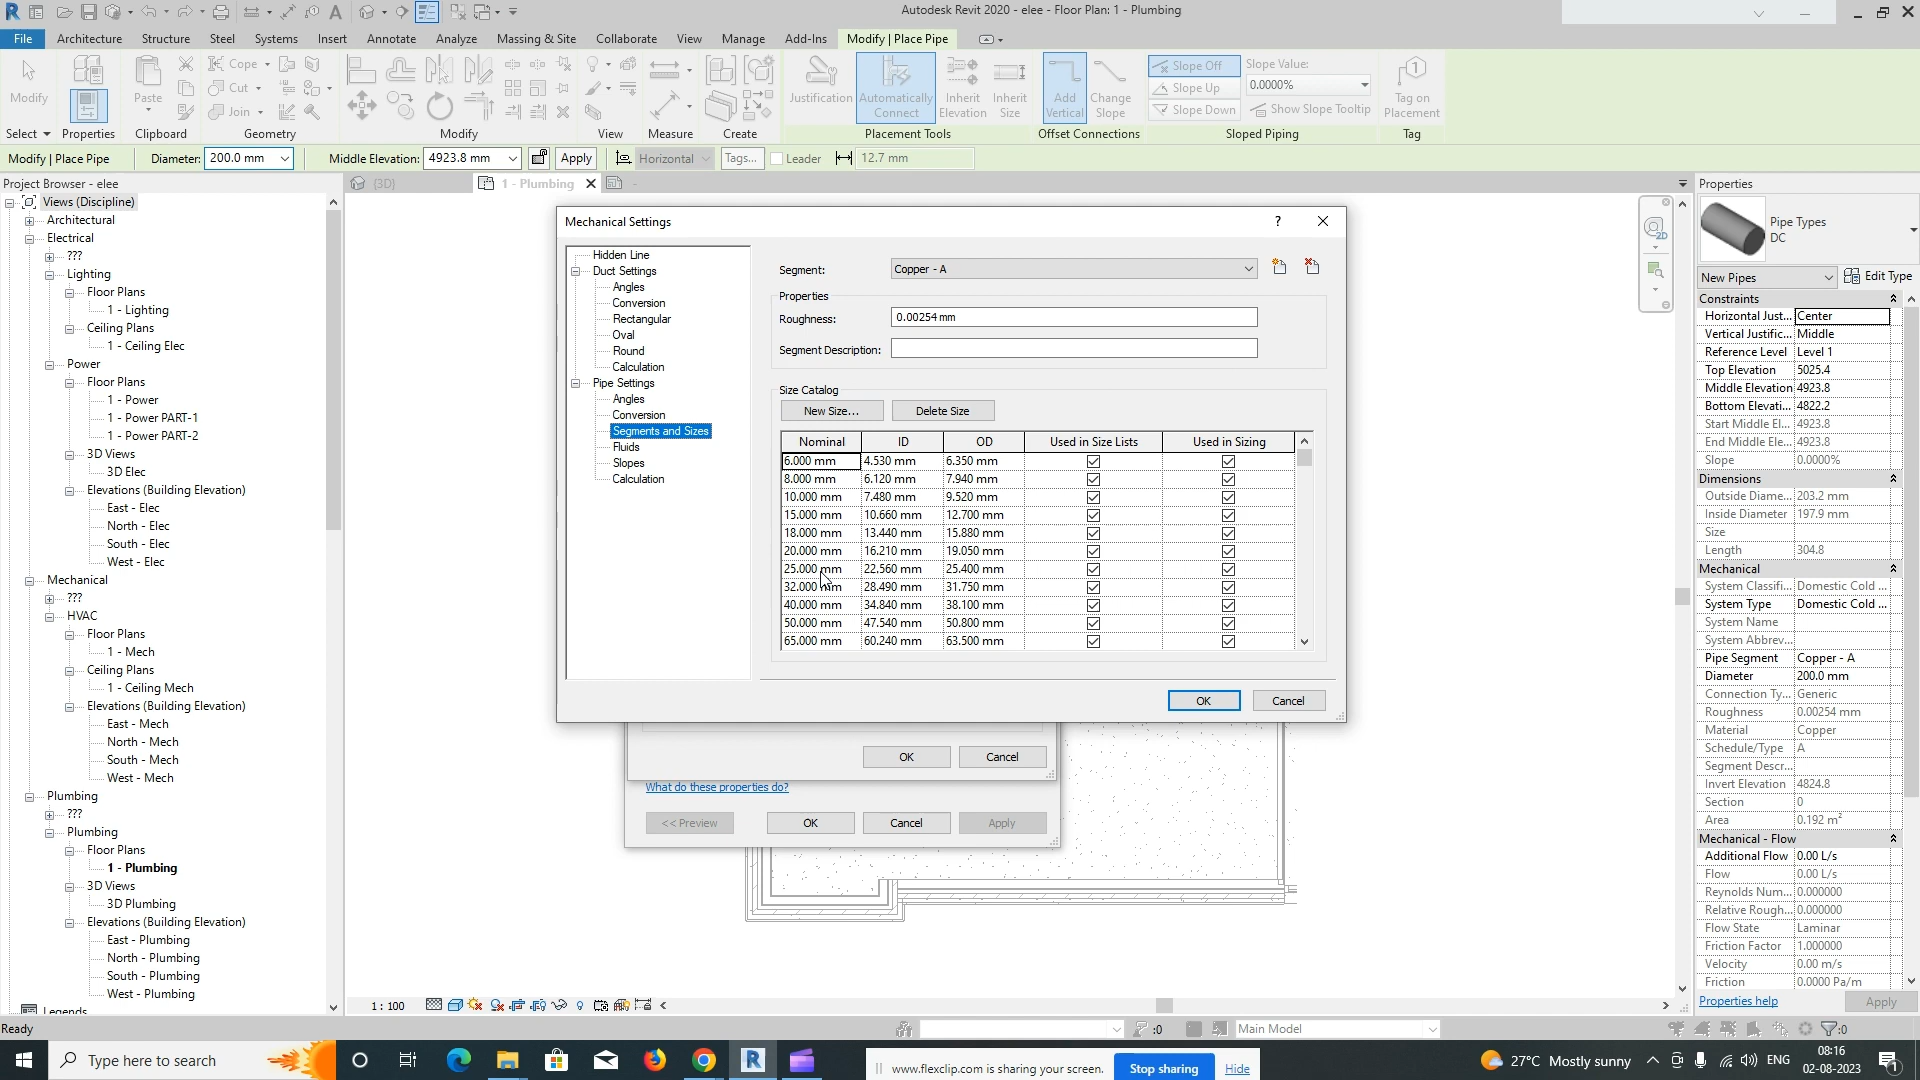 Autodesk Revit 2020 - elee - Floor Plan: 1 - Plumbing
File Architecture Structure Steel Systems Insert Annotate Analyze Massing & Site Collaborate View Manage Add-Ins Modify | Place Pipe
Modify Paste Cope Cut Join Justification Automatically Connect Inherit Elevation Inherit Size Add Vertical Change Slope Slope Off Slope Up Slope Down Slope Value: 0.0000% Show Slope Tooltip Tag on Placement
Select Properties Clipboard Geometry Modify View Measure Create Placement Tools Offset Connections Sloped Piping Tag
Modify | Place Pipe Diameter: 200.0 mm Middle Elevation: 4923.8 mm Apply Horizontal Tags... Leader 12.7 mm
Project Browser - elee
Views (Discipline)
Architectural
Electrical
???
Lighting
Floor Plans
1 - Lighting
Ceiling Plans
1 - Ceiling Elec
Power
Floor Plans
1 - Power
1 - Power PART-1
1 - Power PART-2
3D Views
3D Elec
Elevations (Building Elevation)
East - Elec
North - Elec
South - Elec
West - Elec
Mechanical
???
HVAC
Floor Plans
1 - Mech
Ceiling Plans
1 - Ceiling Mech
Elevations (Building Elevation)
East - Mech
North - Mech
South - Mech
West - Mech
Plumbing
???
Plumbing
Floor Plans
1 - Plumbing
3D Views
3D Plumbing
Elevations (Building Elevation)
East - Plumbing
North - Plumbing
South - Plumbing
West - Plumbing
Legends
{3D} 1 - Plumbing -
Mechanical Settings
Hidden Line
Duct Settings
Angles
Conversion
Rectangular
Oval
Round
Calculation
Pipe Settings
Angles
Conversion
Segments and Sizes
Fluids
Slopes
Calculation
Segment: Copper - A
Properties
Roughness: 0.00254 mm
Segment Description:
Size Catalog
New Size... Delete Size
Nominal ID OD Used in Size Lists Used in Sizing
6.000 mm 4.530 mm 6.350 mm
8.000 mm 6.120 mm 7.940 mm
10.000 mm 7.480 mm 9.520 mm
15.000 mm 10.660 mm 12.700 mm
18.000 mm 13.440 mm 15.880 mm
20.000 mm 16.210 mm 19.050 mm
25.000 mm 22.560 mm 25.400 mm
32.000 mm 28.490 mm 31.750 mm
40.000 mm 34.840 mm 38.100 mm
50.000 mm 47.540 mm 50.800 mm
65.000 mm 60.240 mm 63.500 mm
OK Cancel
OK Cancel
What do these properties do?
<< Preview OK Cancel Apply
Properties
Pipe Types
DC
New Pipes Edit Type
Constraints
Horizontal Just... Center
Vertical Justific... Middle
Reference Level Level 1
Top Elevation 5025.4
Middle Elevation 4923.8
Bottom Elevati... 4822.2
Start Middle El... 4923.8
End Middle Ele... 4923.8
Slope 0.0000%
Dimensions
Outside Diame... 203.2 mm
Inside Diameter 197.9 mm
Size
Length 304.8
Mechanical
System Classifi... Domestic Cold ...
System Type Domestic Cold ...
System Name
System Abbrev...
Pipe Segment Copper - A
Diameter 200.0 mm
Connection Ty... Generic
Roughness 0.00254 mm
Material Copper
Schedule/Type A
Segment Descr...
Invert Elevation 4824.8
Section 0
Area 0.192 m²
Mechanical - Flow
Additional Flow 0.00 L/s
Flow 0.00 L/s
Reynolds Num... 0.000000
Relative Rough... 0.000000
Flow State Laminar
Friction Factor 1.000000
Velocity 0.00 m/s
Friction 0.0000 Pa/m
Properties help Apply
1 : 100
Ready :0 Main Model :0
Type here to search
www.flexclip.com is sharing your screen. Stop sharing Hide
27°C Mostly sunny ENG
08:16
02-08-2023
1